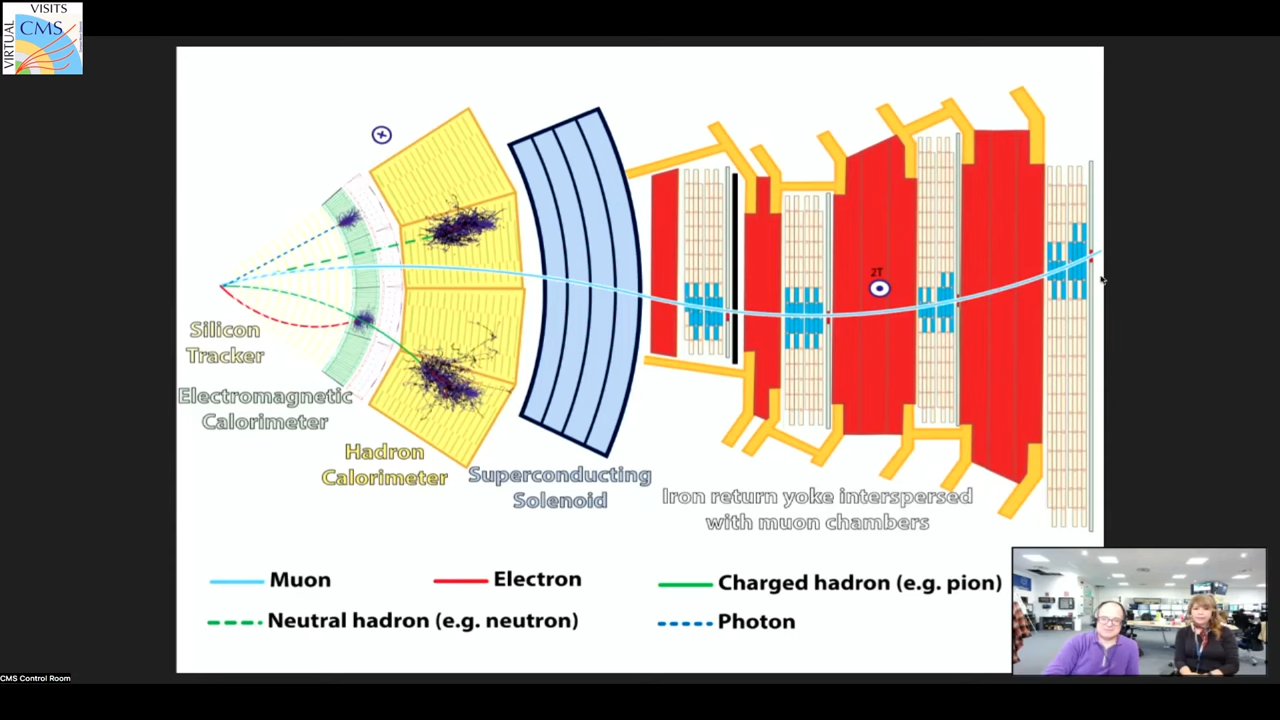 VISITS
CMS
VIRTUAL
2T
Silicon
Tracker
Electromagnetic
Calorimeter
Hadron
Calorimeter
Superconducting
Solenoid
Iron return yoke interspersed
with muon chambers
Muon
Electron
Charged hadron (e.g. pion)
Neutral hadron (e.g. neutron)
Photon
CMS Control Room